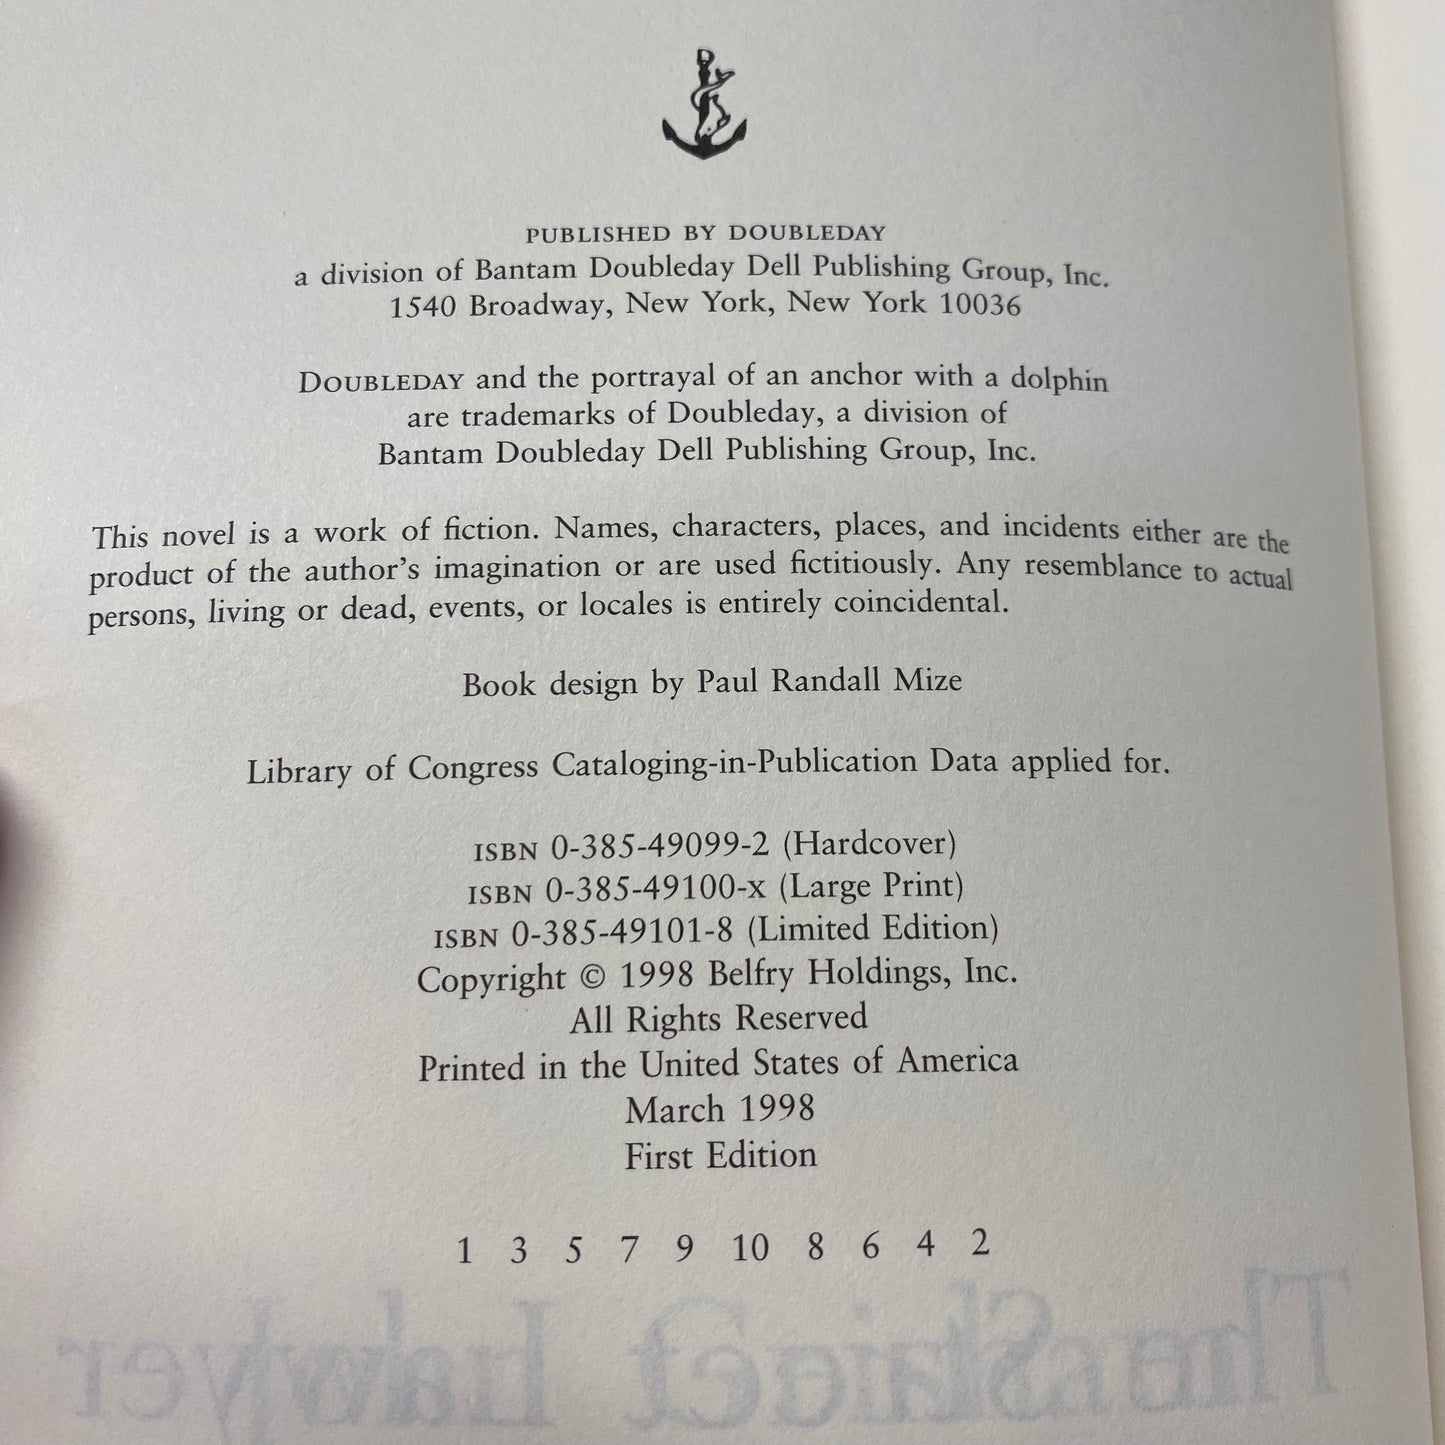 PUBLISHED BY DOUBLEDAY
a division of Bantam Doubleday Dell Publishing Group, Inc.
1540 Broadway, New York, New York 10036
DOUBLEDAY and the portrayal of an anchor with a dolphin
are trademarks of Doubleday, a division of
Bantam Doubleday Dell Publishing Group, Inc.
This novel is a work of fiction. Names, characters, places, and incidents either are the
product of the author's imagination or are used fictitiously. Any resemblance to actual
persons, living or dead, events, or locales is entirely coincidental.
Book design by Paul Randall Mize
Library of Congress Cataloging-in-Publication Data applied for.
ISBN 0-385-49099-2 (Hardcover)
ISBN 0-385-49100-x (Large Print)
ISBN 0-385-49101-8 (Limited Edition)
Copyright © 1998 Belfry Holdings, Inc.
All Rights Reserved
Printed in the United States of America
March 1998
First Edition
1 3 5 7 9 10 8 6 4 2